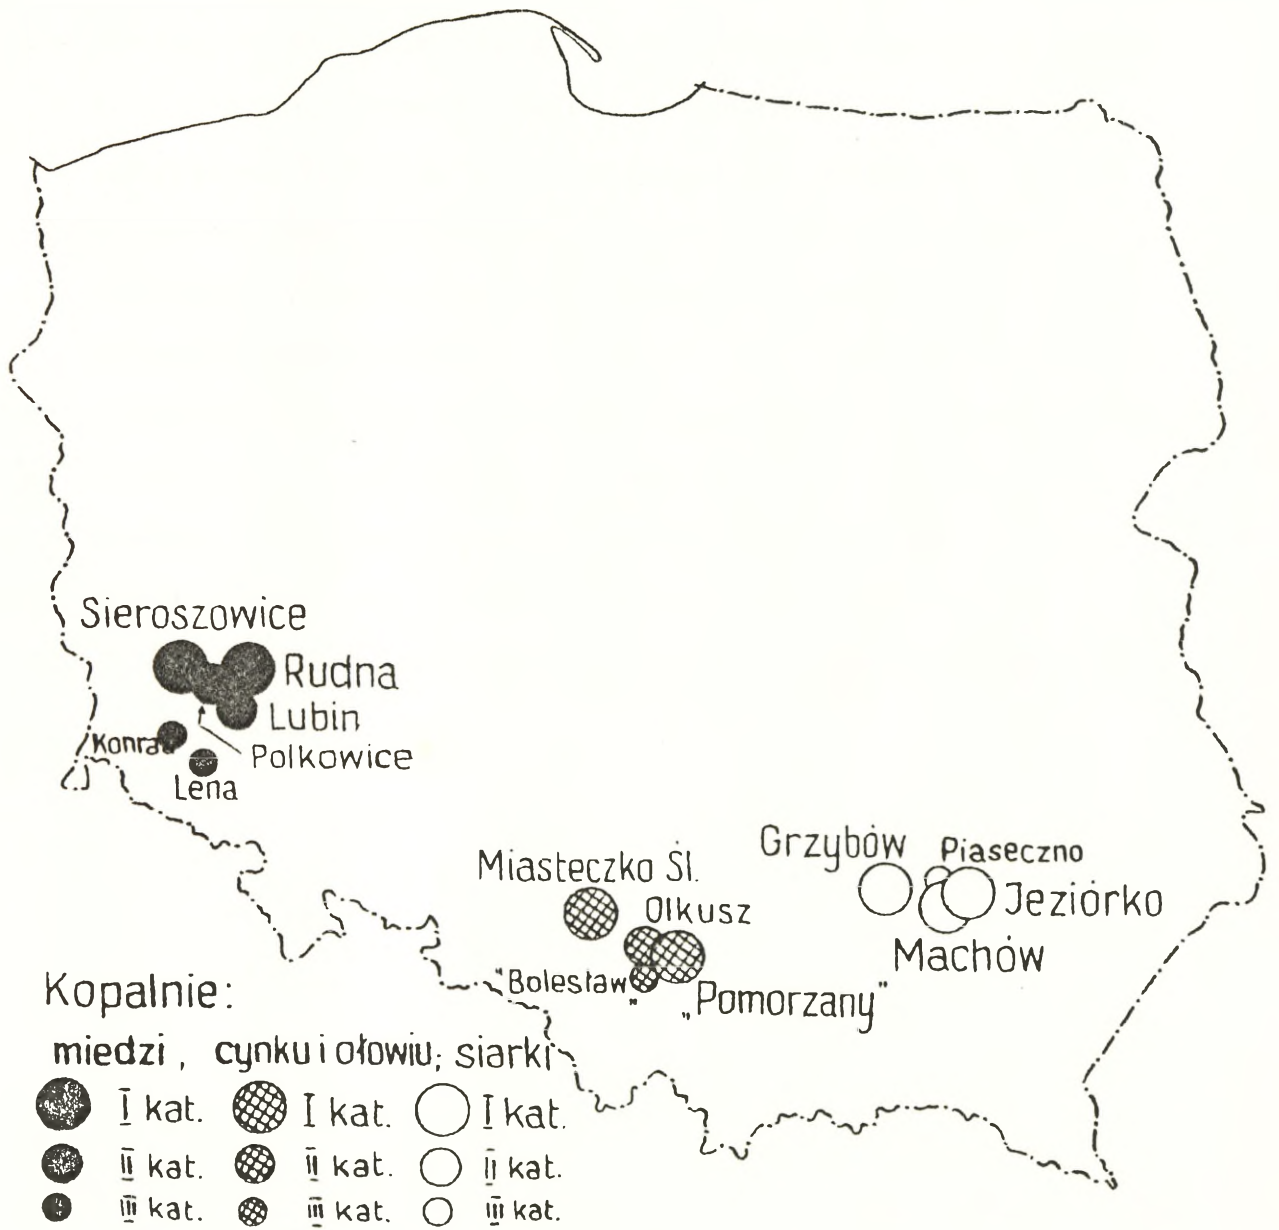 Sieroszowice
Rudna
Lubin
Konrad
Polkowice
Lena
Grzybów
Piaseczno
Miasteczko Śl.
Olkusz
Jeziórko
Machów
"Bolesław"
„Pomorzany"
Kopalnie:
miedzi, cynku i ołowiu; siarki
I kat. I kat. I kat.
II kat. II kat. II kat.
III kat. III kat. III kat.